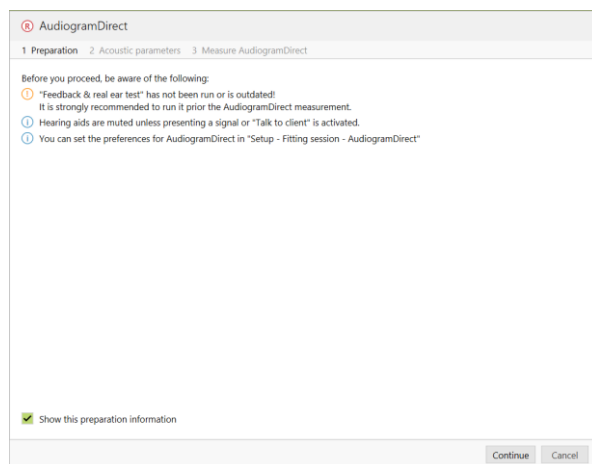 R AudiogramDirect
1 Preparation 2 Acoustic parameters 3 Measure AudiogramDirect
Before you proceed, be aware of the following:
"Feedback & real ear test" has not been run or is outdated!
It is strongly recommended to run it prior the AudiogramDirect measurement.
Hearing aids are muted unless presenting a signal or "Talk to client" is activated.
You can set the preferences for AudiogramDirect in "Setup - Fitting session - AudiogramDirect"
Show this preparation information
Continue Cancel